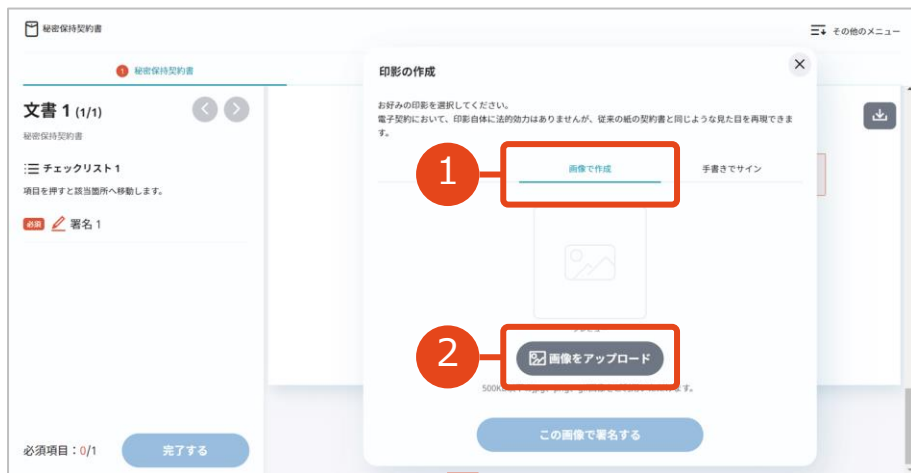 秘密保持契約書
その他のメニュー
1 秘密保持契約書
文書 1 (1/1)
秘密保持契約書
チェックリスト 1
項目を押すと該当箇所へ移動します。
必須 署名 1
必須項目：0/1
完了する
印影の作成
お好みの印影を選択してください。
電子契約において、印影自体に法的効力はありませんが、従来の紙の契約書と同じような見た目を再現できま
す。
1
画像で作成
手書きでサイン
2
画像をアップロード
500KB
この画像で署名する